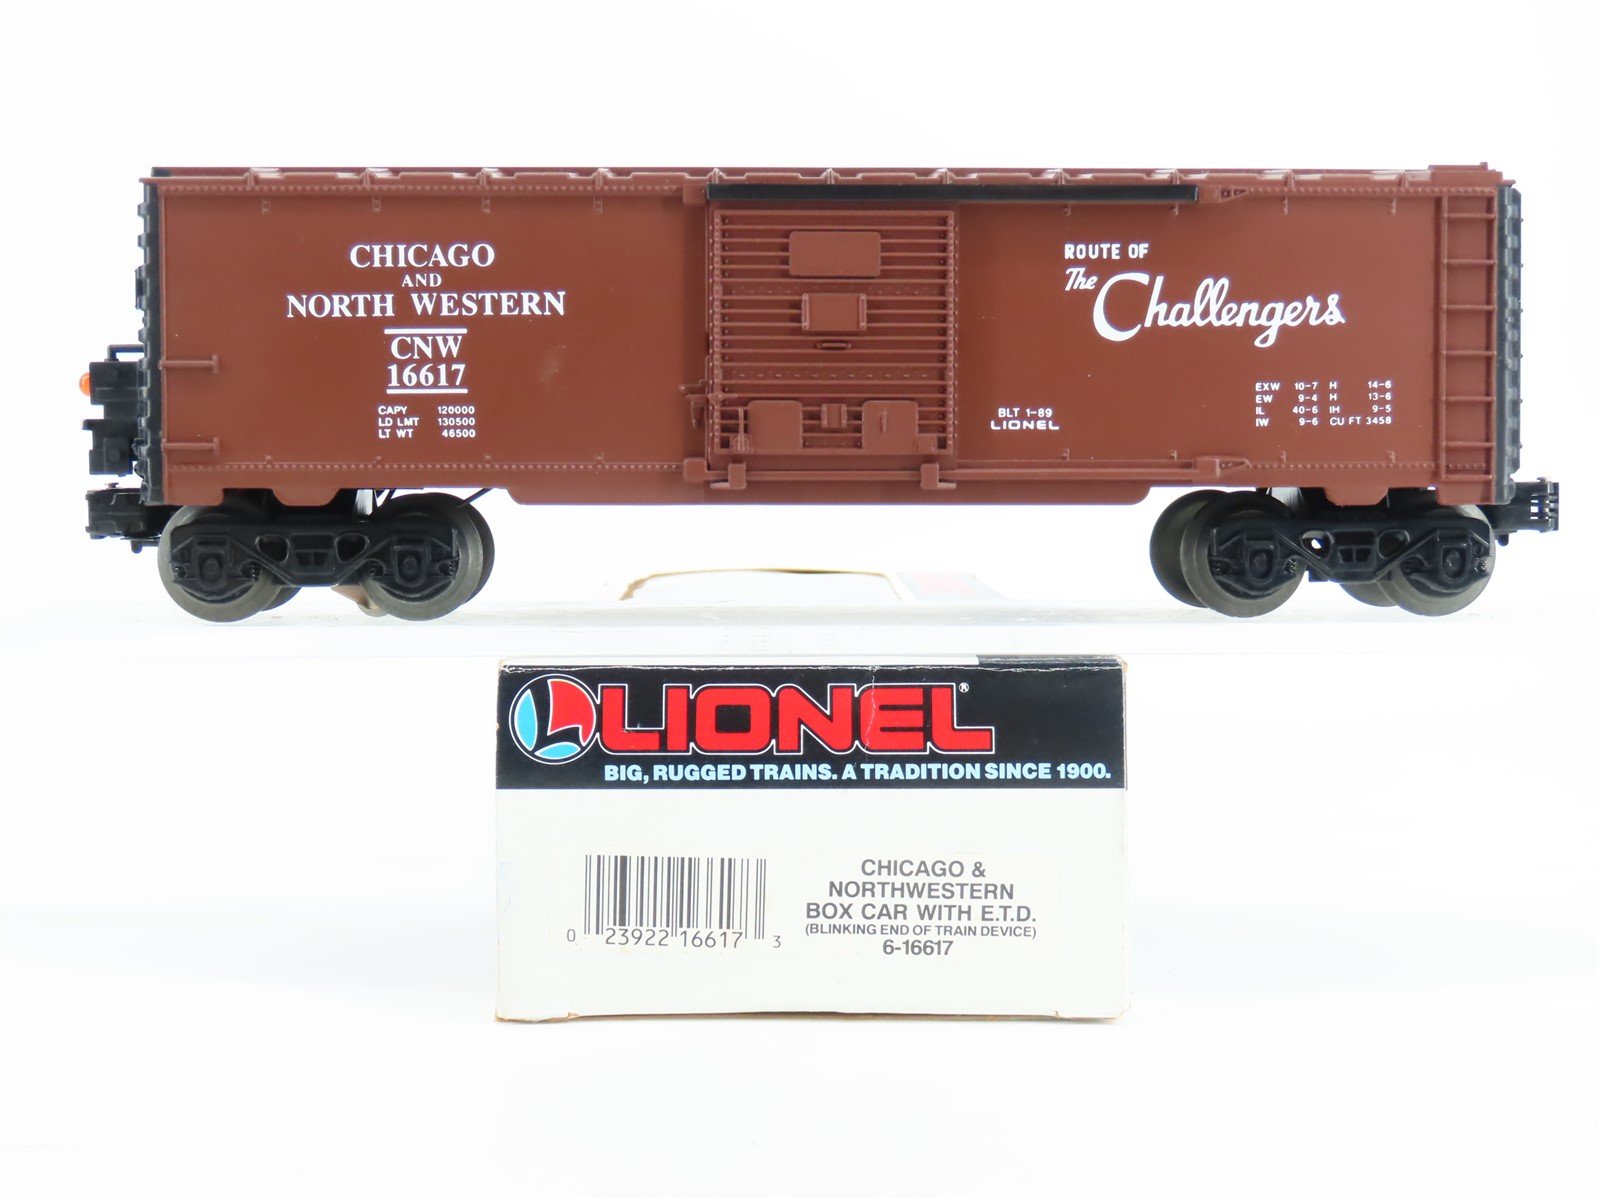 CHICAGO
AND
NORTH WESTERN
CNW
16617
CAPY 120000
LD LMT 130500
LT WT 46500
ROUTE OF
The Challengers
BLT 1-89
LIONEL
EXW 10-7 H 14-6
EW 9-4 H 13-6
IL 40-6 IH 9-5
IW 9-6 CU FT 3458
LIONEL®
BIG, RUGGED TRAINS. A TRADITION SINCE 1900.
0 23922 16617 3
CHICAGO &
NORTHWESTERN
BOX CAR WITH E.T.D.
(BLINKING END OF TRAIN DEVICE)
6-16617